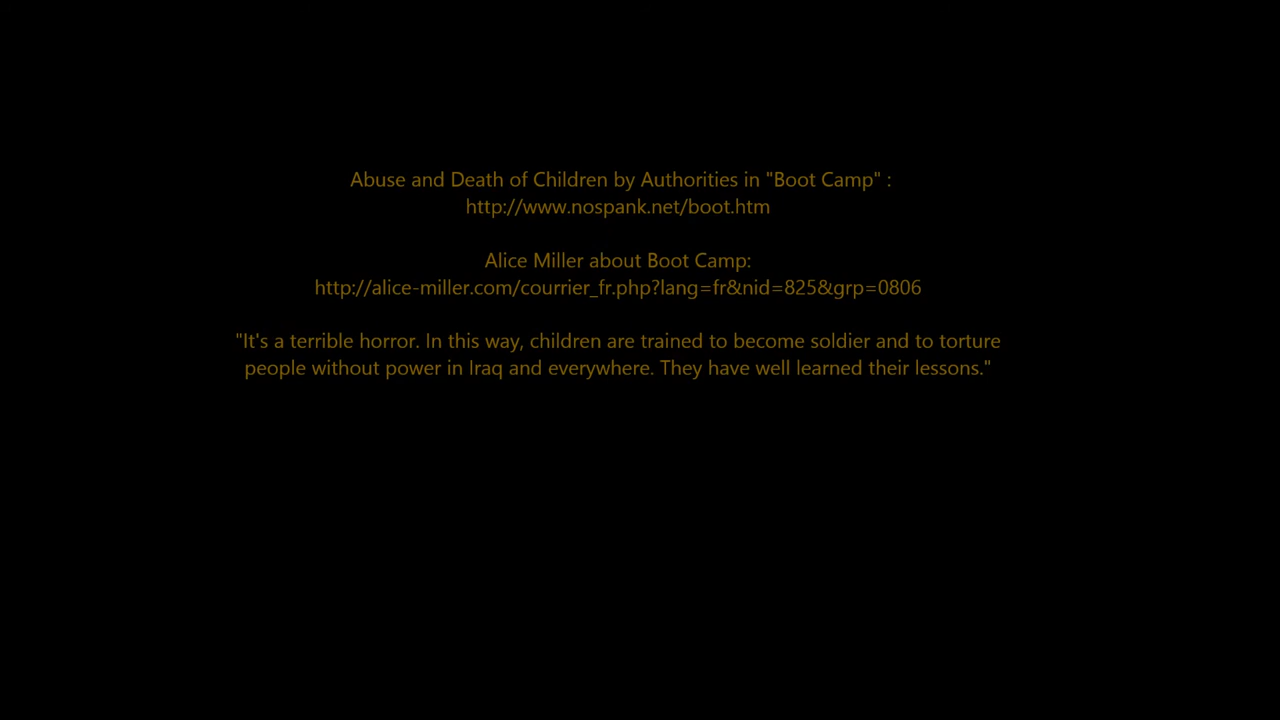 Abuse and Death of Children by Authorities in "Boot Camp" :
http://www.nospank.net/boot.htm
Alice Miller about Boot Camp:
http://alice-miller.com/courrier_fr.php?lang=fr&nid=825&grp=0806
"It's a terrible horror. In this way, children are trained to become soldier and to torture
people without power in Iraq and everywhere. They have well learned their lessons."